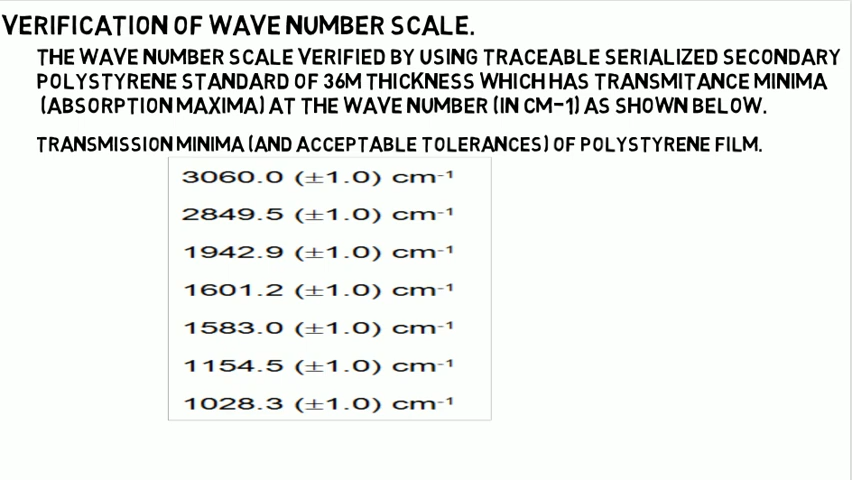 VERIFICATION OF WAVE NUMBER SCALE.
THE WAVE NUMBER SCALE VERIFIED BY USING TRACEABLE SERIALIZED SECONDARY
POLYSTYRENE STANDARD OF 36M THICKNESS WHICH HAS TRANSMITANCE MINIMA
(ABSORPTION MAXIMA) AT THE WAVE NUMBER (IN CM-1) AS SHOWN BELOW.
TRANSMISSION MINIMA (AND ACCEPTABLE TOLERANCES) OF POLYSTYRENE FILM.
3060.0 (±1.0) cm⁻¹
2849.5 (±1.0) cm⁻¹
1942.9 (±1.0) cm⁻¹
1601.2 (±1.0) cm⁻¹
1583.0 (±1.0) cm⁻¹
1154.5 (±1.0) cm⁻¹
1028.3 (±1.0) cm⁻¹